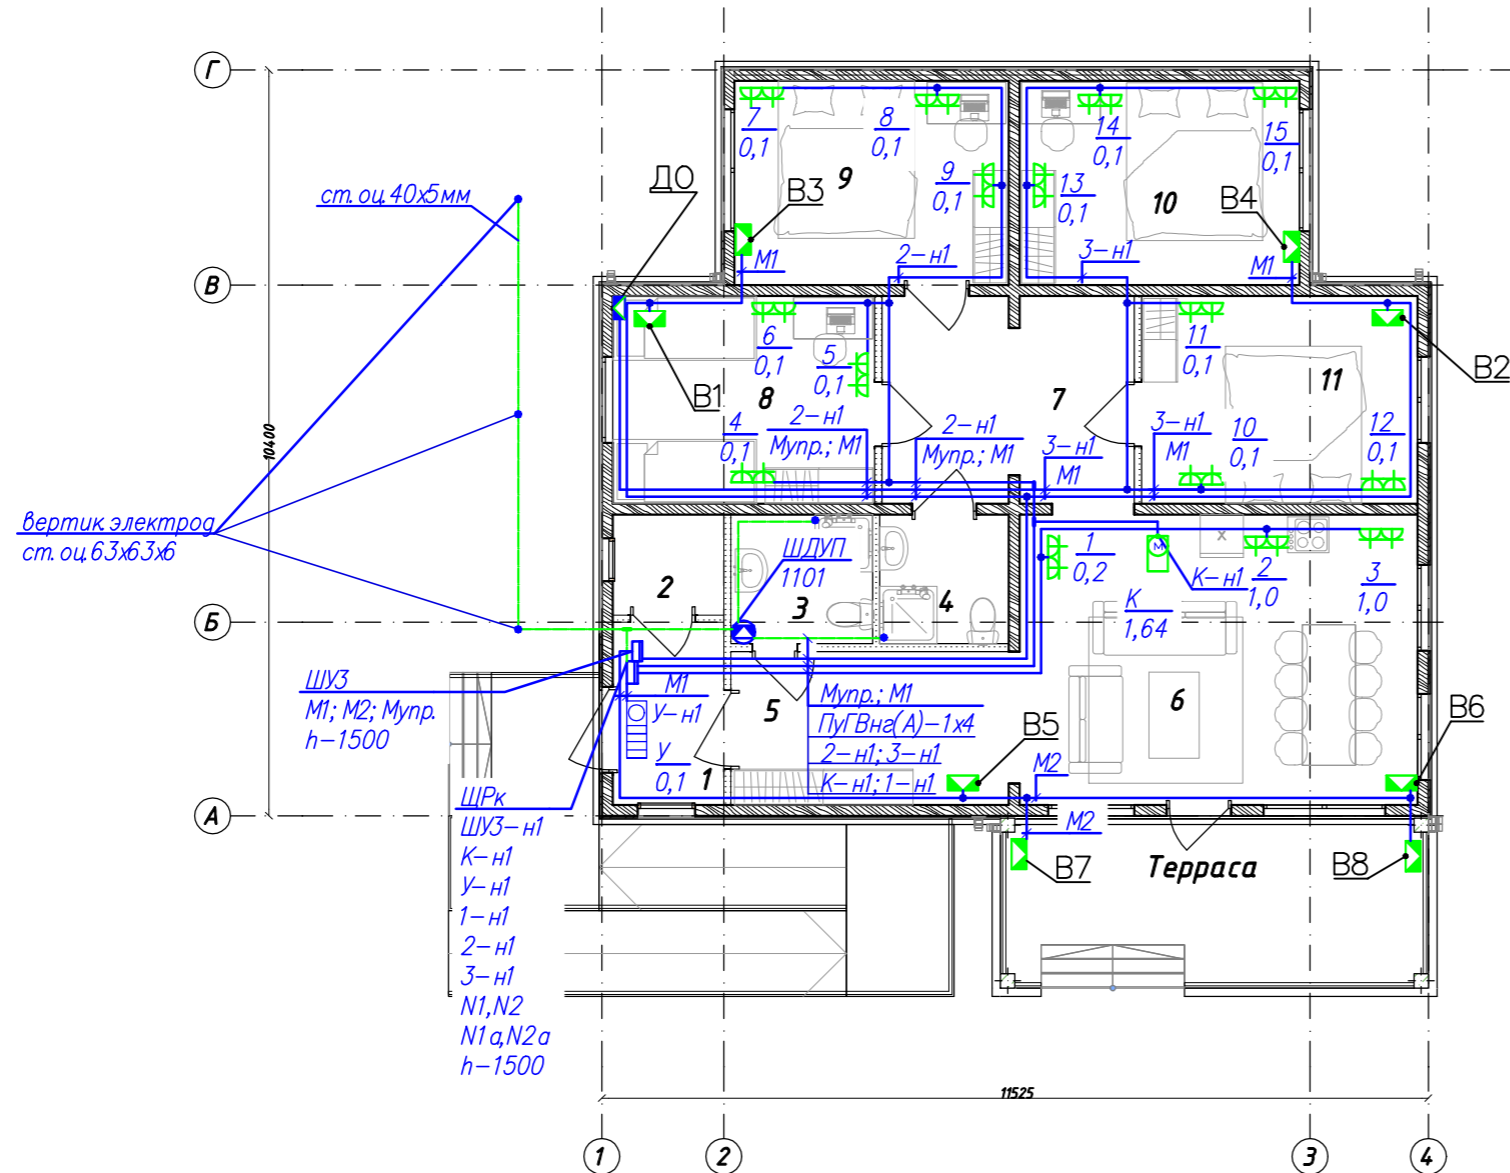 Г
В
Б
А
10400
11525
1
2
3
4
ст. оц. 40х5мм
Вертик. электрод
ст. оц.63х63х6
ДО
7
0,1
8
0,1
9
0,1
9
В3
М1
2-н1
14
0,1
15
0,1
13
0,1
10
В4
3-н1
М1
6
0,1
5
0,1
В1
8
4
0,1
2-н1
Мупр.; М1
7
2-н1
Мупр.; М1
3-н1
М1
11
0,1
11
В2
3-н1
М1
10
0,1
12
0,1
ШДУП
1101
2
3
4
1
0,2
М
К-н1
2
1,0
3
1,0
К
1,64
х
ШУЗ
М1; М2; Мупр.
h-1500
М1
У-н1
У
0,1
1
5
Мупр.; М1
ПуГВнг(А)-1х4
2-н1; 3-н1
К-н1; 1-н1
6
В5
В6
М2
М2
В7
Терраса
В8
ЩРк
ШУЗ-н1
К-н1
У-н1
1-н1
2-н1
3-н1
N1,N2
N1а,N2а
h-1500